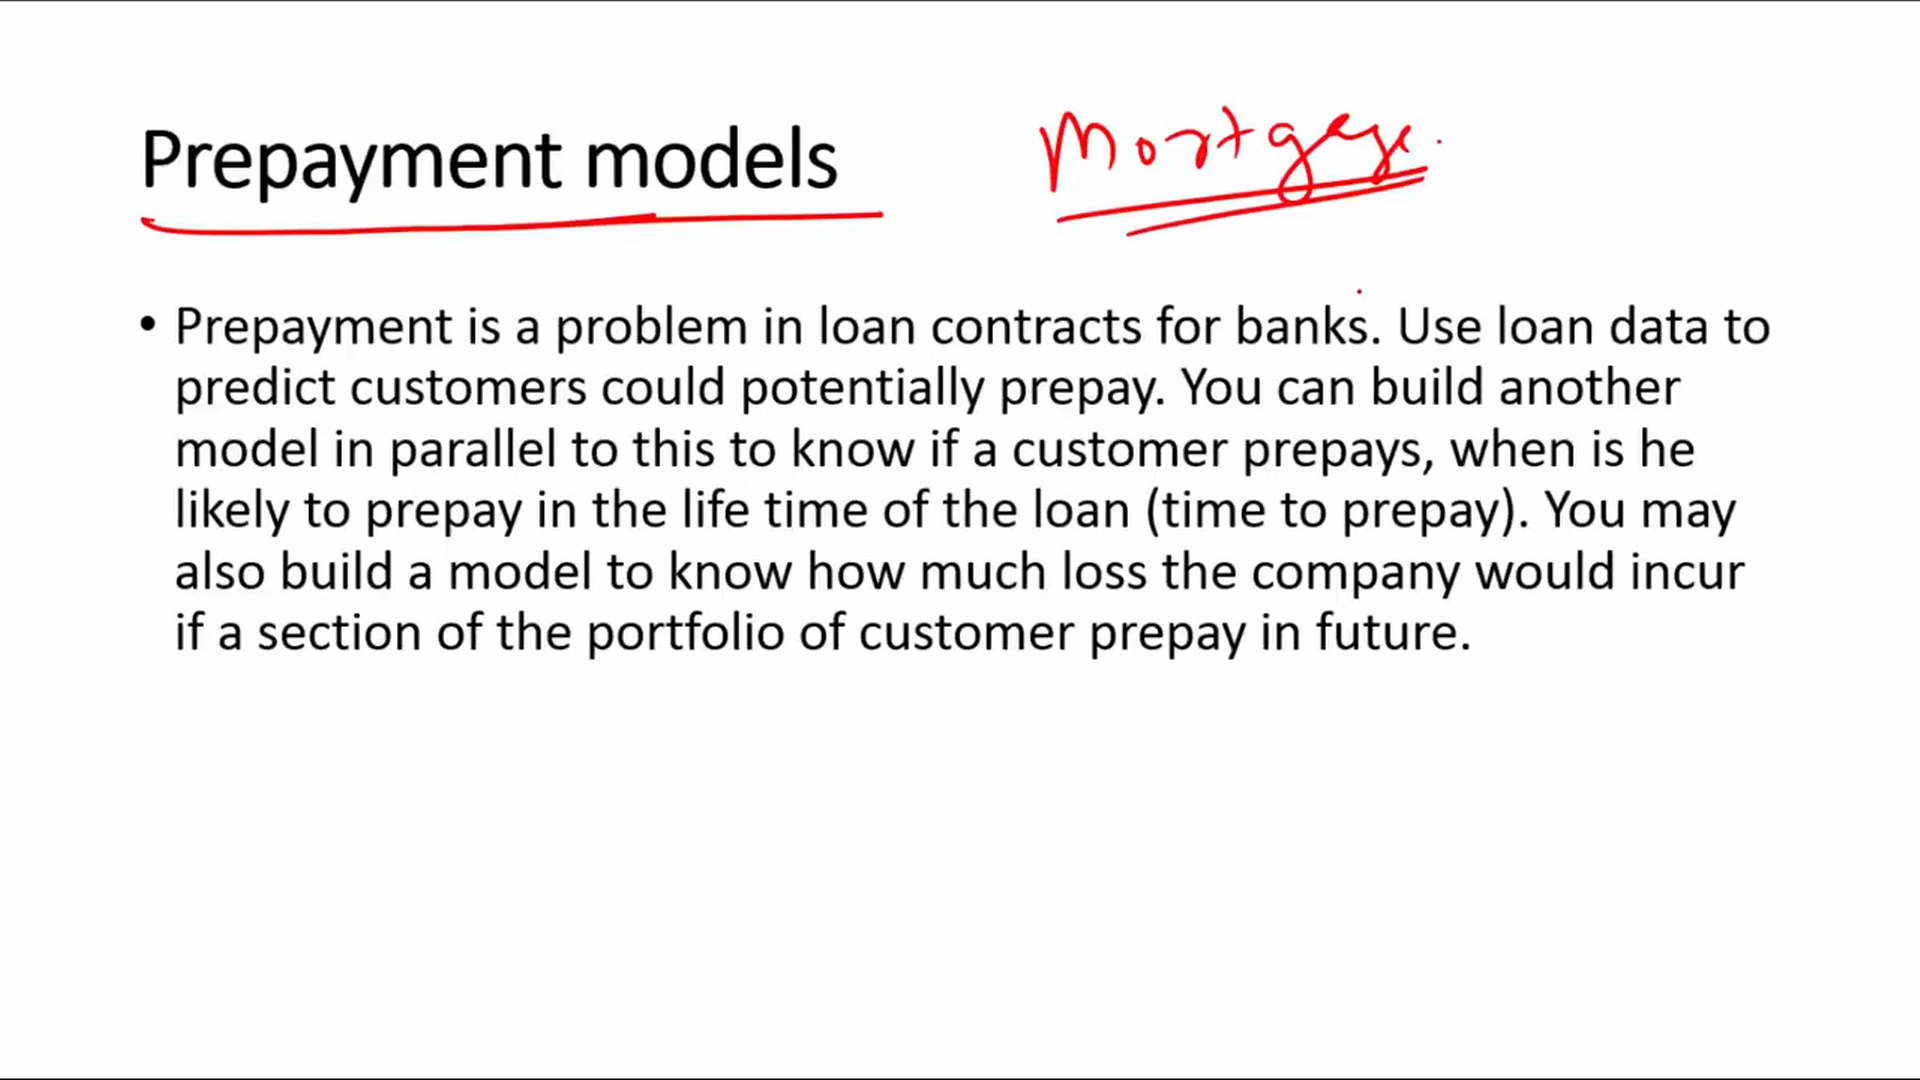 Prepayment models
Mortgage.
• Prepayment is a problem in loan contracts for banks. Use loan data to
predict customers could potentially prepay. You can build another
model in parallel to this to know if a customer prepays, when is he
likely to prepay in the life time of the loan (time to prepay). You may
also build a model to know how much loss the company would incur
if a section of the portfolio of customer prepay in future.